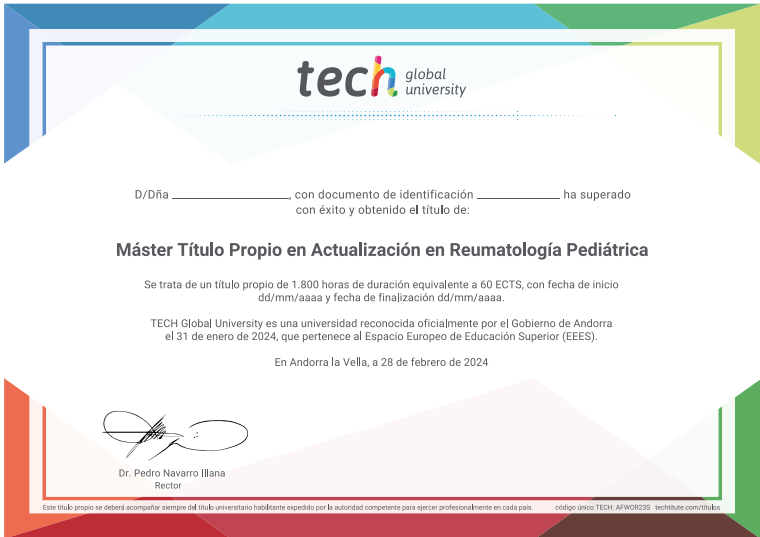 tech global university
D/Dña ________________, con documento de identificación ____________ ha superado
con éxito y obtenido el título de:
Máster Título Propio en Actualización en Reumatología Pediátrica
Se trata de un título propio de 1.800 horas de duración equivalente a 60 ECTS, con fecha de inicio
dd/mm/aaaa y fecha de finalización dd/mm/aaaa.
TECH Global University es una universidad reconocida oficialmente por el Gobierno de Andorra
el 31 de enero de 2024, que pertenece al Espacio Europeo de Educación Superior (EEES).
En Andorra la Vella, a 28 de febrero de 2024
Dr. Pedro Navarro Illana
Rector
Este título propio se deberá acompañar siempre del título universitario habilitante expedido por la autoridad competente para ejercer profesionalmente en cada país. código único TECH: AFWOR23S techtitute.com/titulos